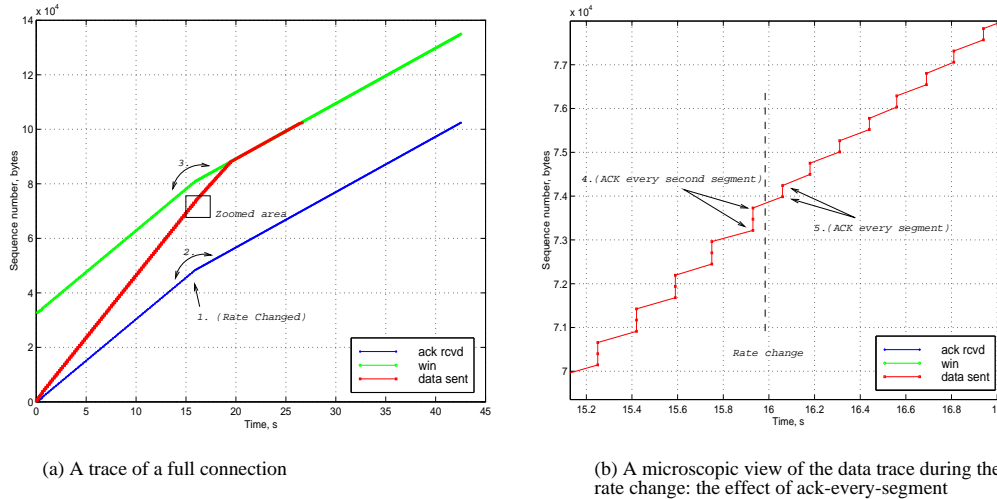 x 10^4
14
12
10
8
6
4
2
0
Sequence number, bytes
3.
Zoomed area
2.
1. (Rate Changed)
ack rcvd
win
data sent
0 5 10 15 20 25 30 35 40 45
Time, s
(a) A trace of a full connection
x 10^4
7.7
7.6
7.5
7.4
7.3
7.2
7.1
7
Sequence number, bytes
4.(ACK every second segment)
5.(ACK every segment)
Rate change
ack rcvd
win
data sent
15.2 15.4 15.6 15.8 16 16.2 16.4 16.6 16.8
Time, s
(b) A microscopic view of the data trace during the
rate change: the effect of ack-every-segment